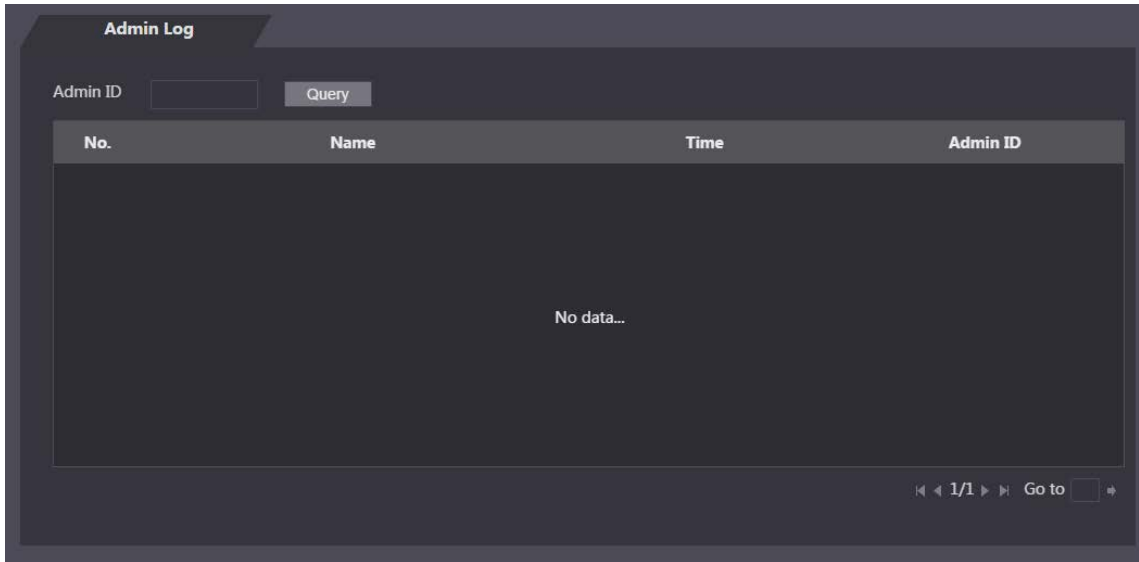 Admin Log
Admin ID Query
No. Name Time Admin ID
No data...
1/1 Go to